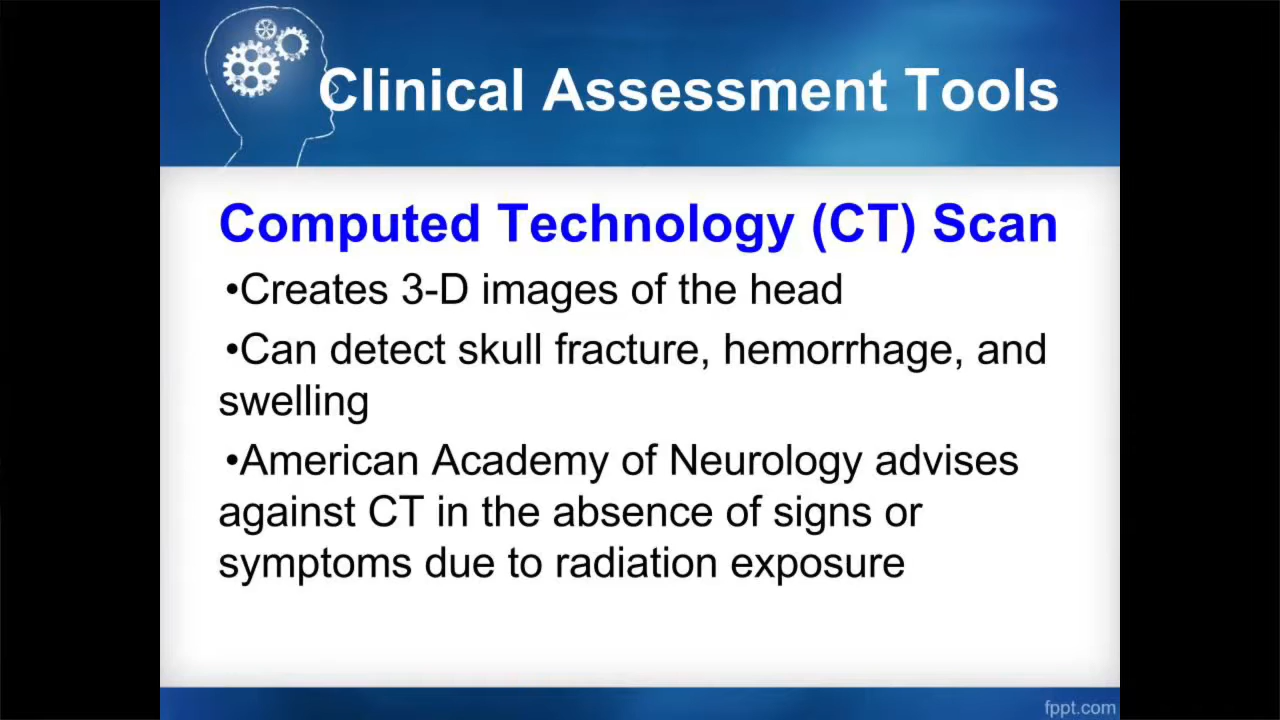 Clinical Assessment Tools
Computed Technology (CT) Scan
•Creates 3-D images of the head
•Can detect skull fracture, hemorrhage, and
swelling
•American Academy of Neurology advises
against CT in the absence of signs or
symptoms due to radiation exposure
fppt.com